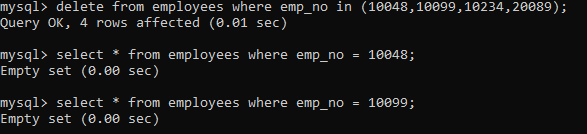 mysql> delete from employees where emp_no in (10048,10099,10234,20089);
Query OK, 4 rows affected (0.01 sec)
mysql> select * from employees where emp_no = 10048;
Empty set (0.00 sec)
mysql> select * from employees where emp_no = 10099;
Empty set (0.00 sec)